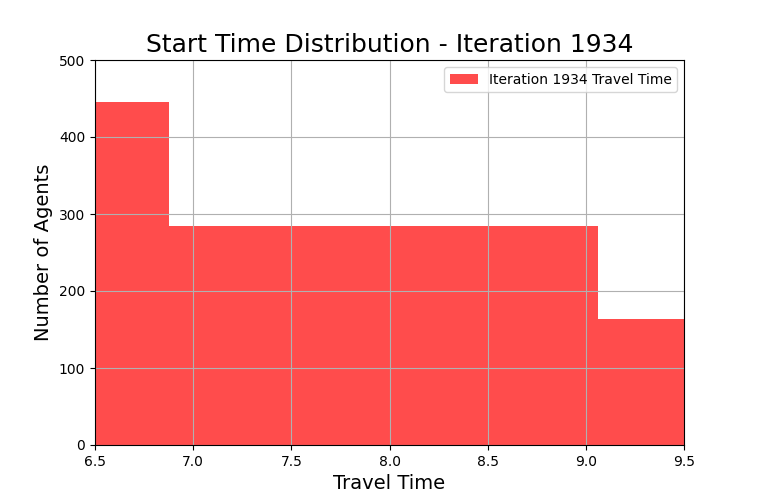 Start Time Distribution - Iteration 1934
Iteration 1934 Travel Time
Number of Agents
500
400
300
200
100
0
6.5 7.0 7.5 8.0 8.5 9.0 9.5
Travel Time